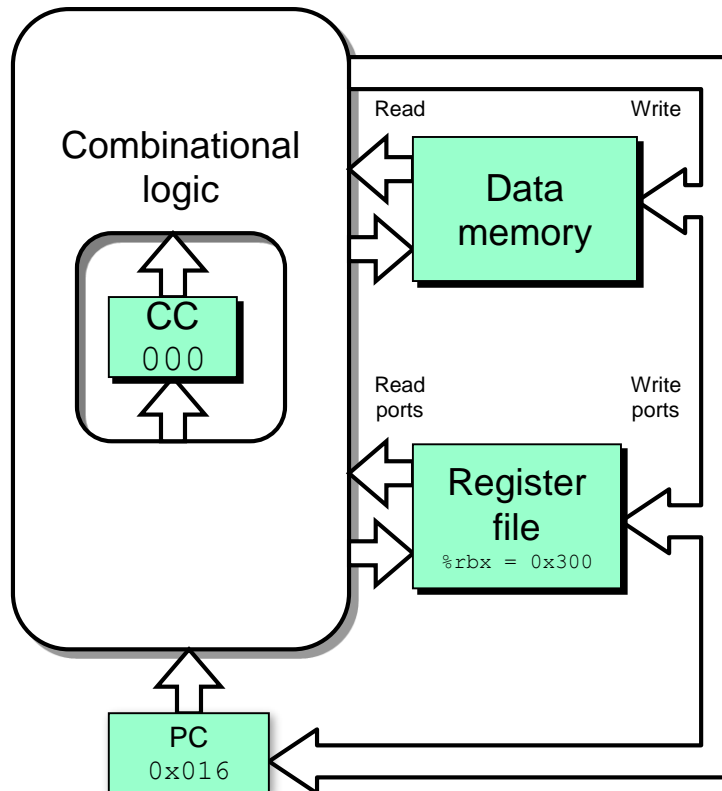 Combinational
logic
CC
000
Read
Write
Data
memory
Read
ports
Write
ports
Register
file
%rbx = 0x300
PC
0x016